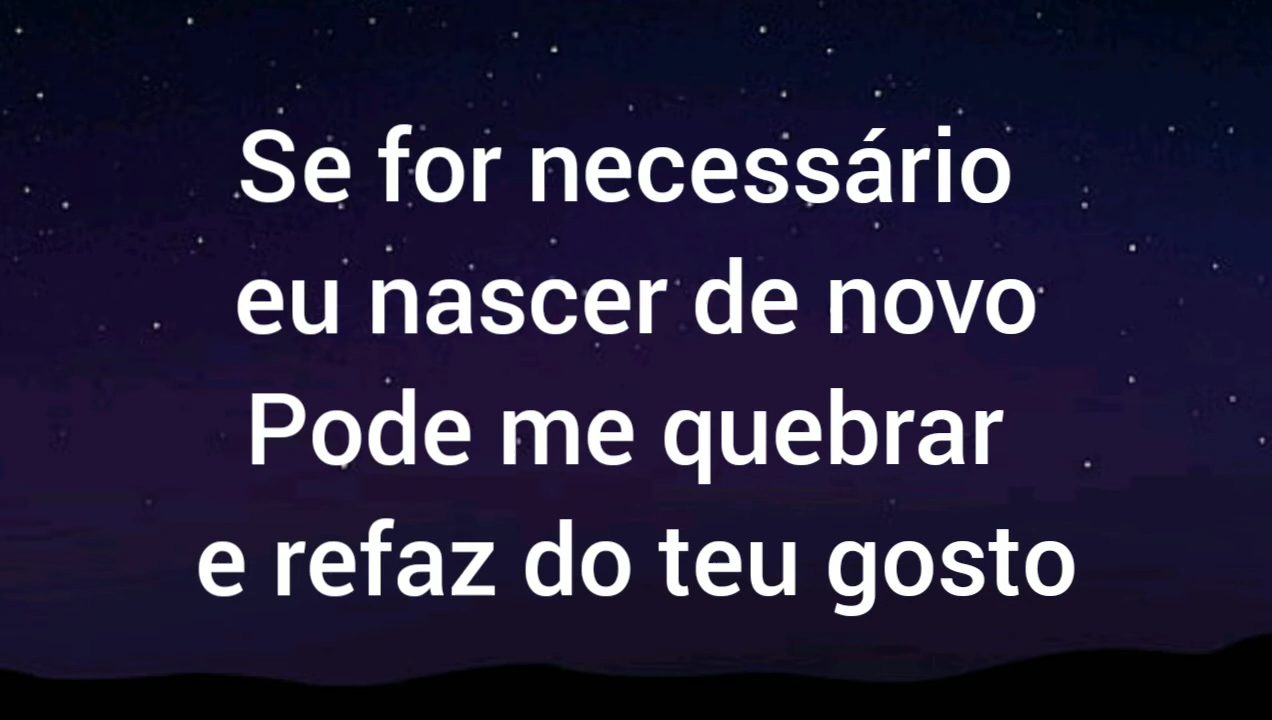 Se for necessário
eu nascer de novo
Pode me quebrar
e refaz do teu gosto